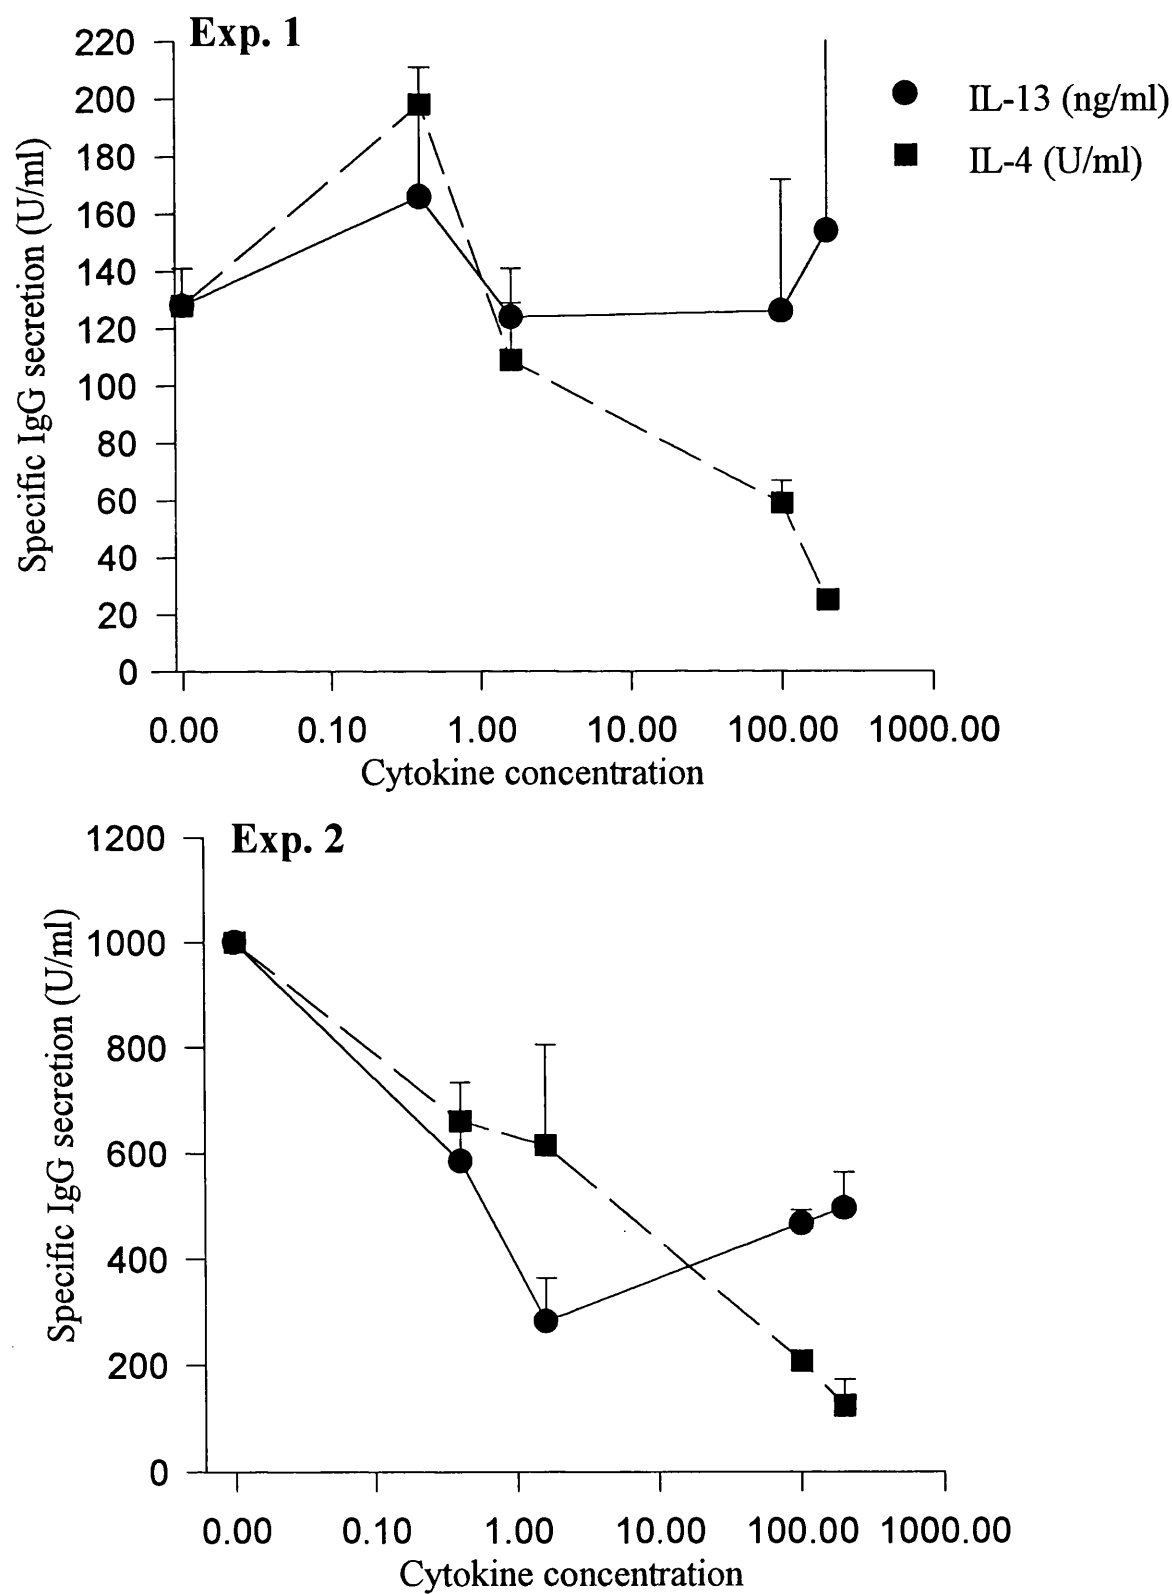 Exp. 1
220
200
180
160
140
120
100
80
60
40
20
0
Specific IgG secretion (U/ml)
IL-13 (ng/ml)
IL-4 (U/ml)
0.00 0.10 1.00 10.00 100.00 1000.00
Cytokine concentration
Exp. 2
1200
1000
800
600
400
200
0
Specific IgG secretion (U/ml)
0.00 0.10 1.00 10.00 100.00 1000.00
Cytokine concentration